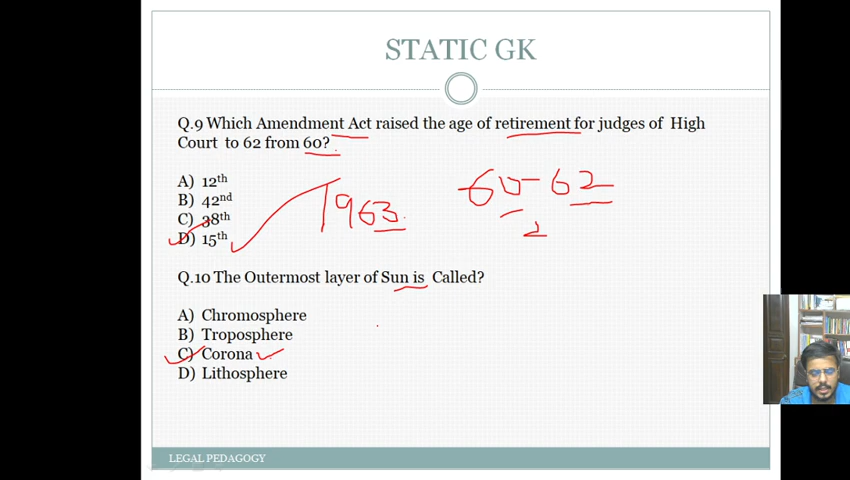 STATIC GK
Q.9 Which Amendment Act raised the age of retirement for judges of High
Court to 62 from 60?
A) 12th
B) 42nd
C) 38th
D) 15th
1963
60-62
2
Q.10 The Outermost layer of Sun is Called?
A) Chromosphere
B) Troposphere
C) Corona
D) Lithosphere
LEGAL PEDAGOGY